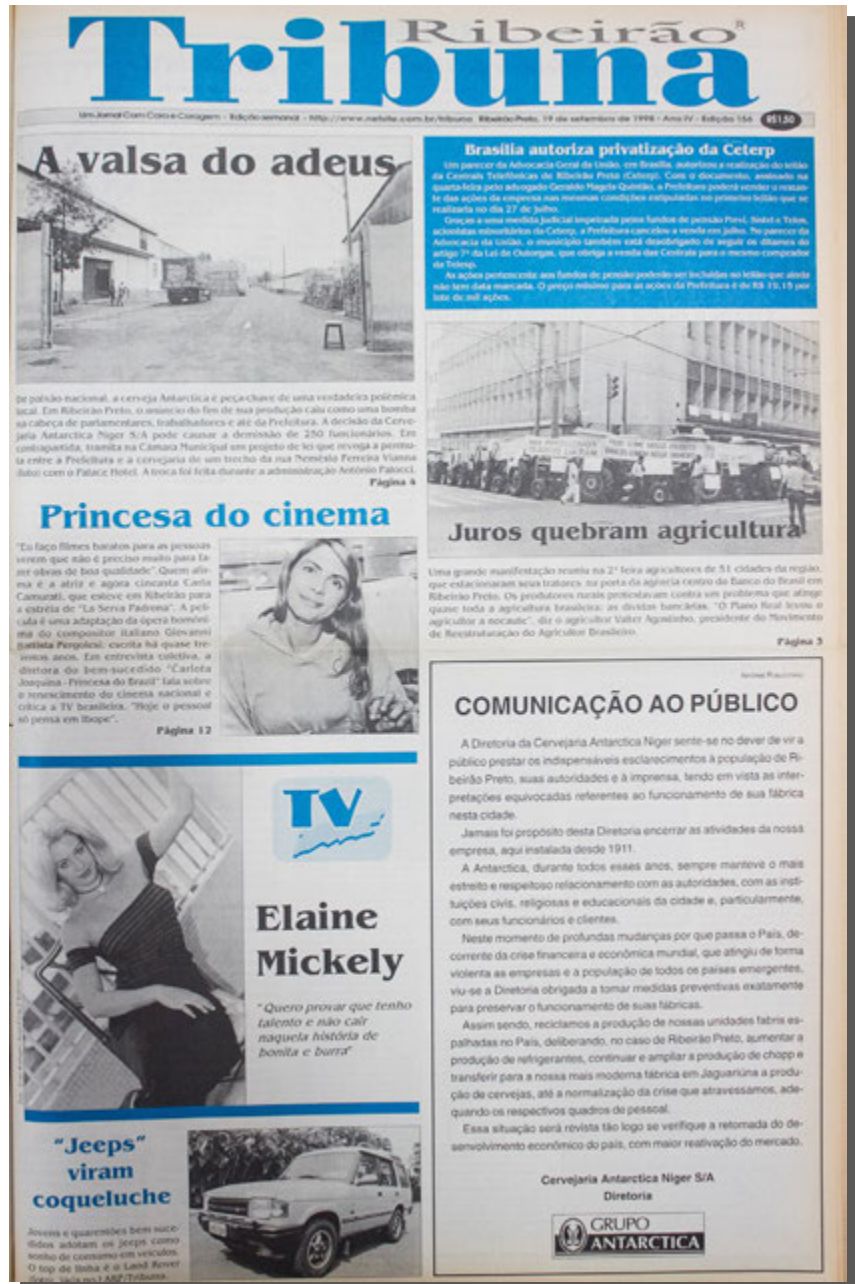 Ribeirão
Tribuna
Um Jornal Com Cara e Coragem - Edição semanal - http://www.netsite.com.br/tribuna Ribeirão Preto, 19 de setembro de 1998 - Ano IV - Edição 156 R$1,50
A valsa do adeus
De paixão nacional, a cerveja Antarctica é peça-chave de uma verdadeira polêmica
local. Em Ribeirão Preto, o anúncio do fim de sua produção caiu como uma bomba
na cabeça de parlamentares, trabalhadores e até da Prefeitura. A decisão da Cerve-
jaria Antarctica Niger S/A pode causar a demissão de 250 funcionários. Em
contrapartida, tramita na Câmara Municipal um projeto de lei que revoga a permu-
ta entre a Prefeitura e a cervejaria de um trecho da rua Nemésio Ferreira Vianna
(foto) com o Palace Hotel. A troca foi feita durante a administração Antônio Palocci.
Página 4
Brasília autoriza privatização da Ceterp
Um parecer da Advocacia Geral da União, em Brasília, autorizou a realização do leilão
da Centrais Telefônicas de Ribeirão Preto (Ceterp). Com o documento, assinado na
quarta-feira pelo advogado Geraldo Magela Quintão, a Prefeitura poderá vender o restan-
te das ações da empresa nas mesmas condições estipuladas no primeiro leilão que se
realizaria no dia 27 de julho.
Graças a uma medida judicial impetrada pelos fundos de pensão Previ, Sistel e Telos,
acionistas minoritários da Ceterp, a Prefeitura cancelou a venda em julho. No parecer da
Advocacia da União, o município também está desobrigado de seguir os ditames do
artigo 7º da Lei de Outorgas, que obriga a venda das Centrais para o mesmo comprador
da Telesp.
As ações pertencente aos fundos de pensão poderão ser incluídas no leilão que ainda
não tem data marcada. O preço mínimo para as ações da Prefeitura é de R$ 19,15 por
lote de mil ações.
Juros quebram agricultura
Uma grande manifestação reuniu na 2ª feira agricultores de 51 cidades da região,
que estacionaram seus tratores na porta da agência centro do Banco do Brasil em
Ribeirão Preto. Os produtores rurais protestavam contra um problema que atinge
quase toda a agricultura brasileira: as dívidas bancárias. "O Plano Real levou o
agricultor a nocaute", diz o agricultor Valter Agostinho, presidente do Movimento
de Reestruturação do Agricultor Brasileiro.
Página 3
Princesa do cinema
"Eu faço filmes baratos para as pessoas
verem que não é preciso muito para fa-
zer obras de boa qualidade". Quem afir-
ma é a atriz e agora cineasta Carla
Camurati, que esteve em Ribeirão para
a estréia de "La Serva Padrona". A pelí-
cula é uma adaptação da ópera homôni-
ma do compositor italiano Giovanni
Battista Pergolesi, escrita há quase tre-
zentos anos. Em entrevista coletiva, a
diretora do bem-sucedido "Carlota
Joaquina - Princesa do Brazil" fala sobre
o renascimento do cinema nacional e
critica a TV brasileira. "Hoje o pessoal
só pensa em Ibope".
Página 12
TV
Elaine
Mickely
"Quero provar que tenho
talento e não cair
naquela história de
bonita e burra"
"Jeeps"
viram
coqueluche
Jovens e quarentões bem suce-
didos adotam os jeeps como
sonho de consumo em veículos.
O top de linha é o Land Rover
COMUNICAÇÃO AO PÚBLICO
A Diretoria da Cervejaria Antarctica Niger sente-se no dever de vir a
público prestar os indispensáveis esclarecimentos à população de Ri-
beirão Preto, suas autoridades e à imprensa, tendo em vista as inter-
pretações equivocadas referentes ao funcionamento de sua fábrica
nesta cidade.
Jamais foi propósito desta Diretoria encerrar as atividades da nossa
empresa, aqui instalada desde 1911.
A Antarctica, durante todos esses anos, sempre manteve o mais
estreito e respeitoso relacionamento com as autoridades, com as insti-
tuições civis, religiosas e educacionais da cidade e, particularmente,
com seus funcionários e clientes.
Neste momento de profundas mudanças por que passa o País, de-
corrente da crise financeira e econômica mundial, que atingiu de forma
violenta as empresas e a população de todos os países emergentes,
viu-se a Diretoria obrigada a tomar medidas preventivas exatamente
para preservar o funcionamento de suas fábricas.
Assim sendo, reciclamos a produção de nossas unidades fabris es-
palhadas no País, deliberando, no caso de Ribeirão Preto, aumentar a
produção de refrigerantes, continuar e ampliar a produção de chopp e
transferir para a nossa mais moderna fábrica em Jaguariúna a produ-
ção de cervejas, até a normalização da crise que atravessamos, ade-
quando os respectivos quadros de pessoal.
Essa situação será revista tão logo se verifique a retomada do de-
senvolvimento econômico do país, com maior reativação do mercado.
Cervejaria Antarctica Niger S/A
Diretoria
GRUPO
ANTARCTICA